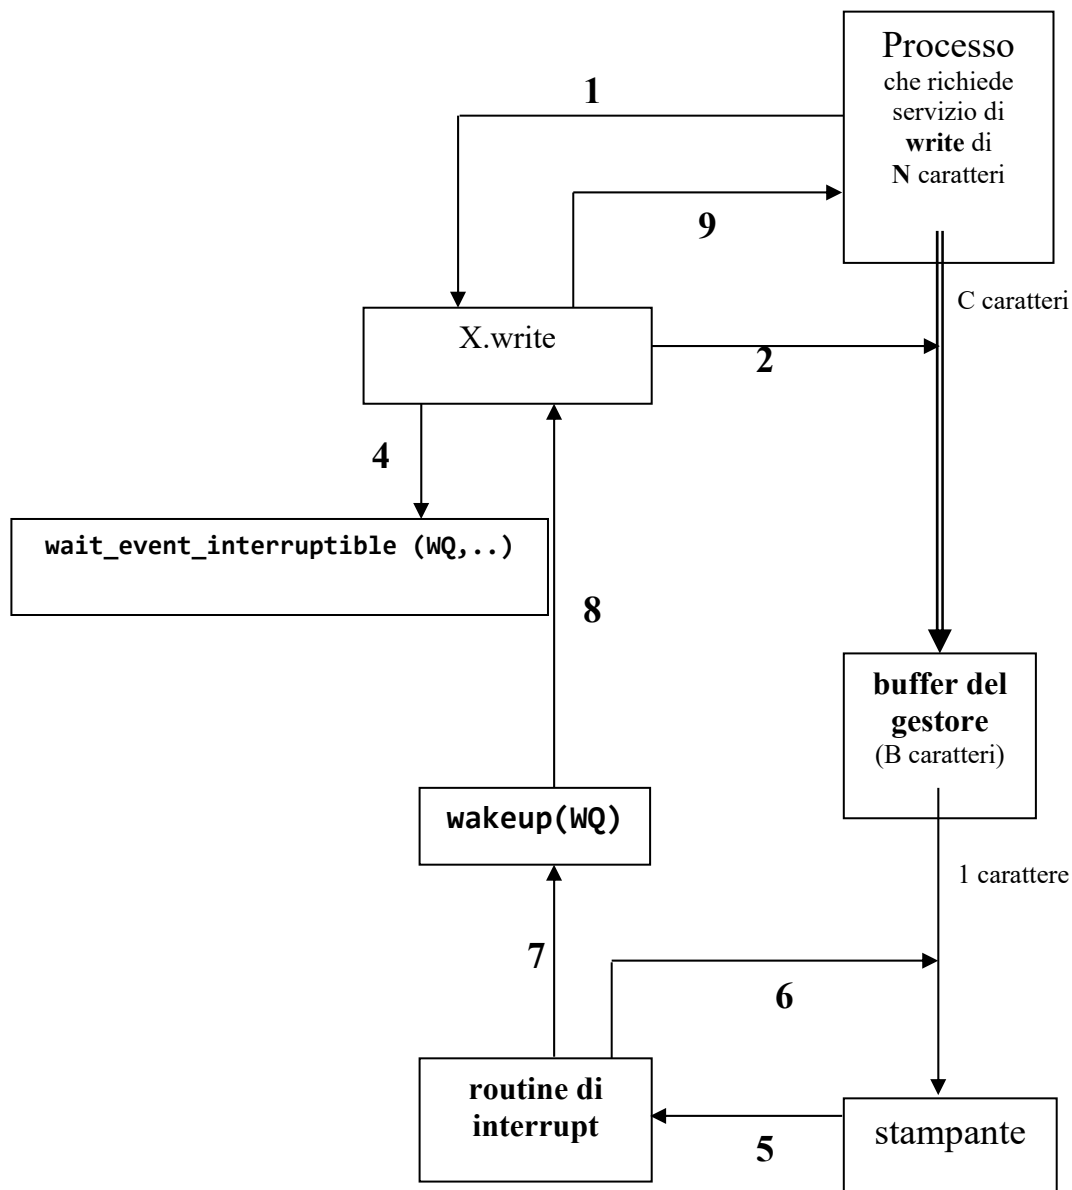 Processo
che richiede
servizio di
write di
N caratteri
1
9
C caratteri
X.write
2
4
wait_event_interruptible (WQ,..)
8
buffer del
gestore
(B caratteri)
wakeup(WQ)
1 carattere
7
6
routine di
interrupt
5
stampante